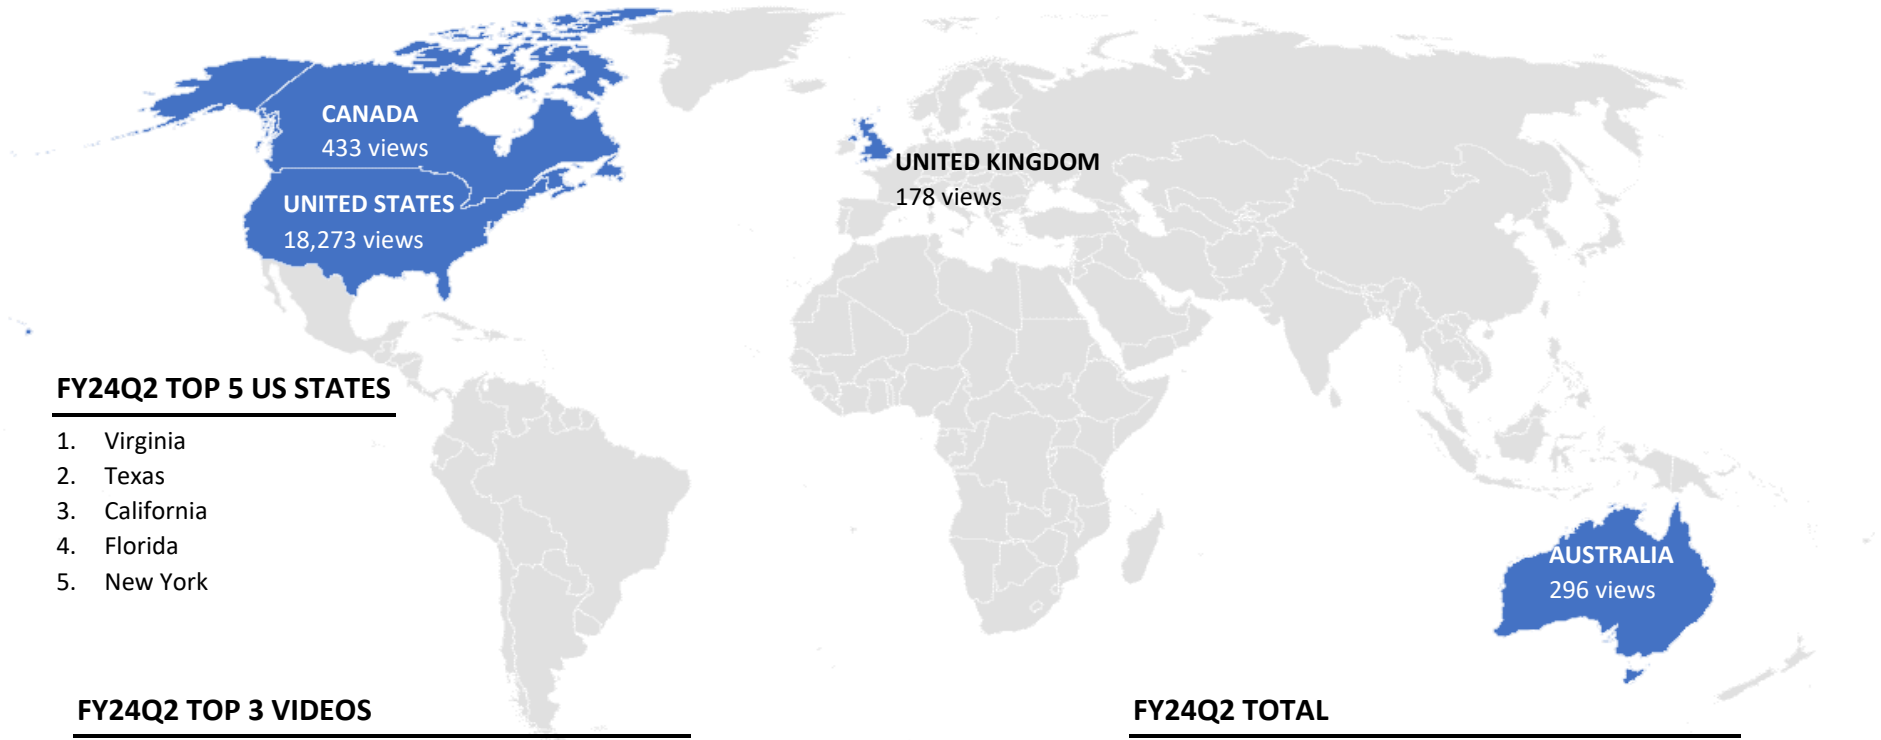 CANADA
433 views
UNITED STATES
18,273 views
UNITED KINGDOM
178 views
FY24Q2 TOP 5 US STATES
1. Virginia
2. Texas
3. California
4. Florida
5. New York
AUSTRALIA
296 views
FY24Q2 TOP 3 VIDEOS
FY24Q2 TOTAL